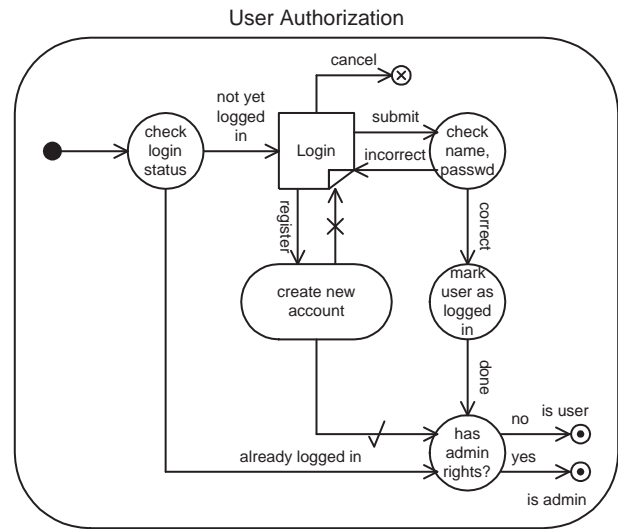 User Authorization
cancel
not yet
logged
in
submit
check
login
status
Login
check
name,
passwd
incorrect
register
correct
create new
account
mark
user as
logged
in
done
no
is user
has
admin
rights?
already logged in
yes
is admin